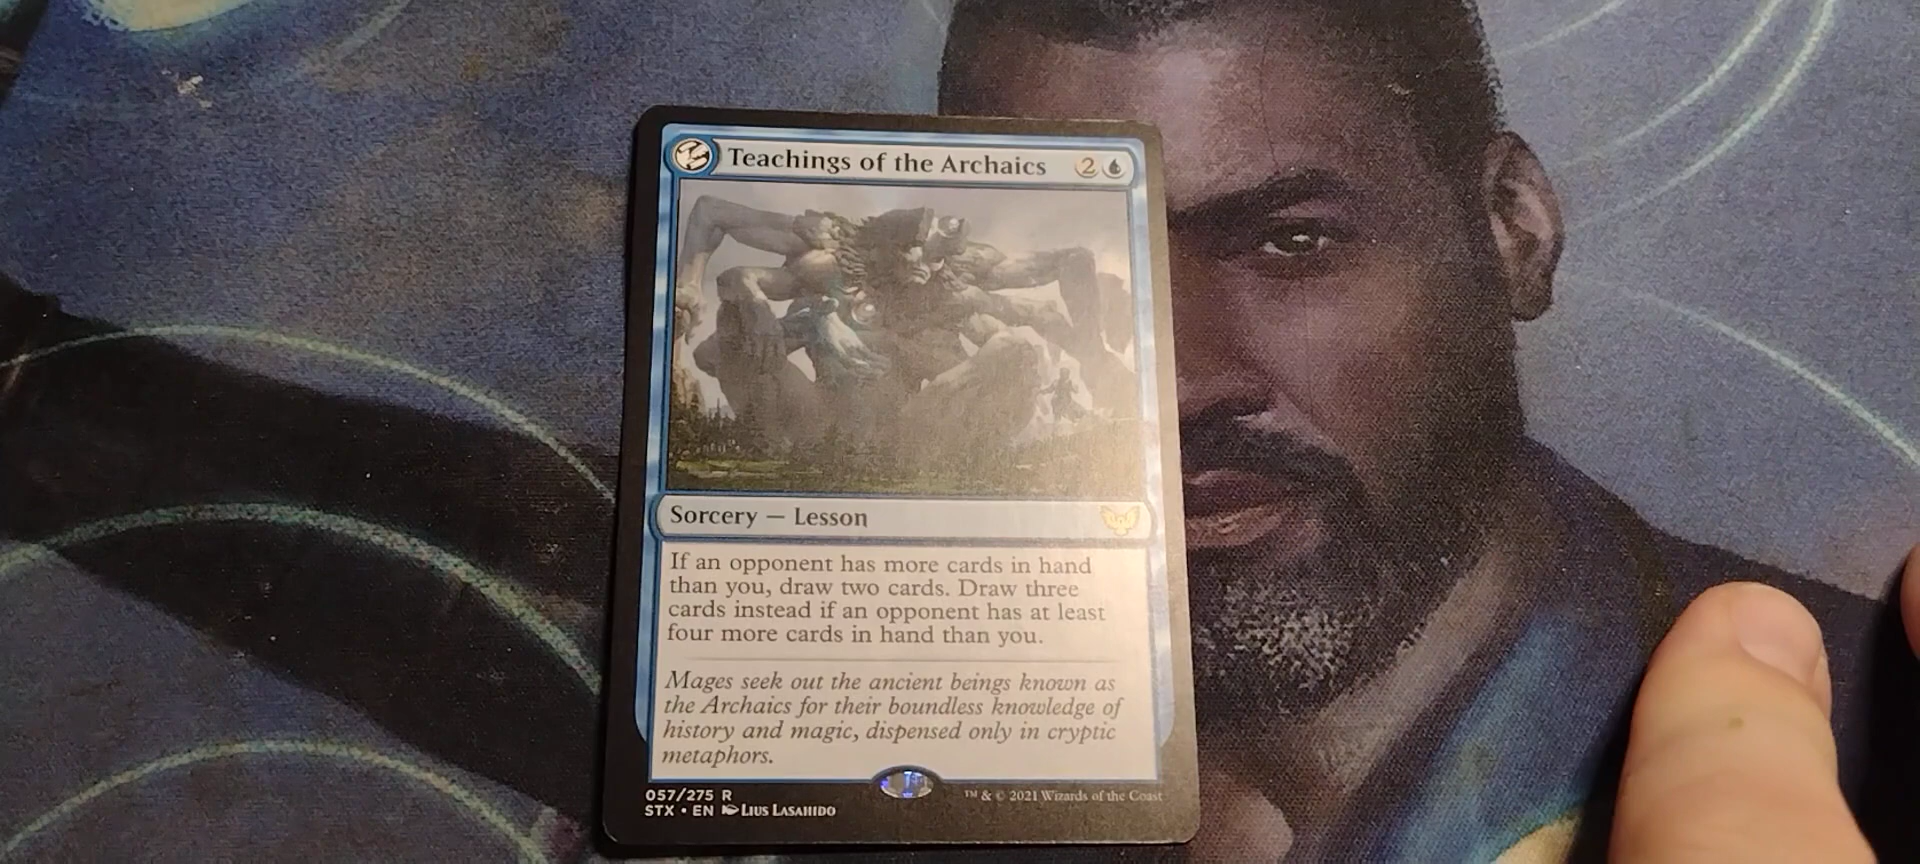 Teachings of the Archaics 2
Sorcery — Lesson
If an opponent has more cards in hand
than you, draw two cards. Draw three
cards instead if an opponent has at least
four more cards in hand than you.
Mages seek out the ancient beings known as
the Archaics for their boundless knowledge of
history and magic, dispensed only in cryptic
metaphors.
057/275 R
STX • EN Lius Lasahido
™ & © 2021 Wizards of the Coast